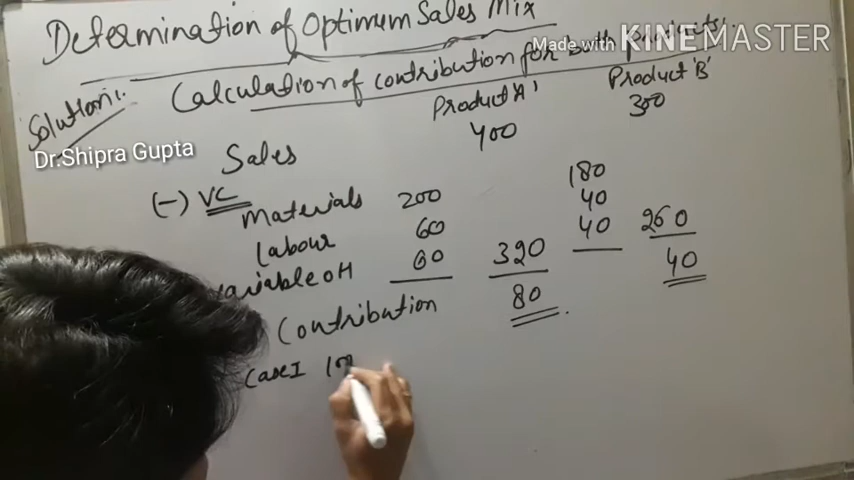 Determination of Optimum Sales Mix
Made with KINEMASTER
Solution:- Calculation of contribution for both products'.
Product 'A' Product 'B'
Dr.Shipra Gupta
Sales 400 300
(-) VC
Materials 200 180
Labour 60 40
Variable OH 60 320 40 260
Contribution 80 40
Case I